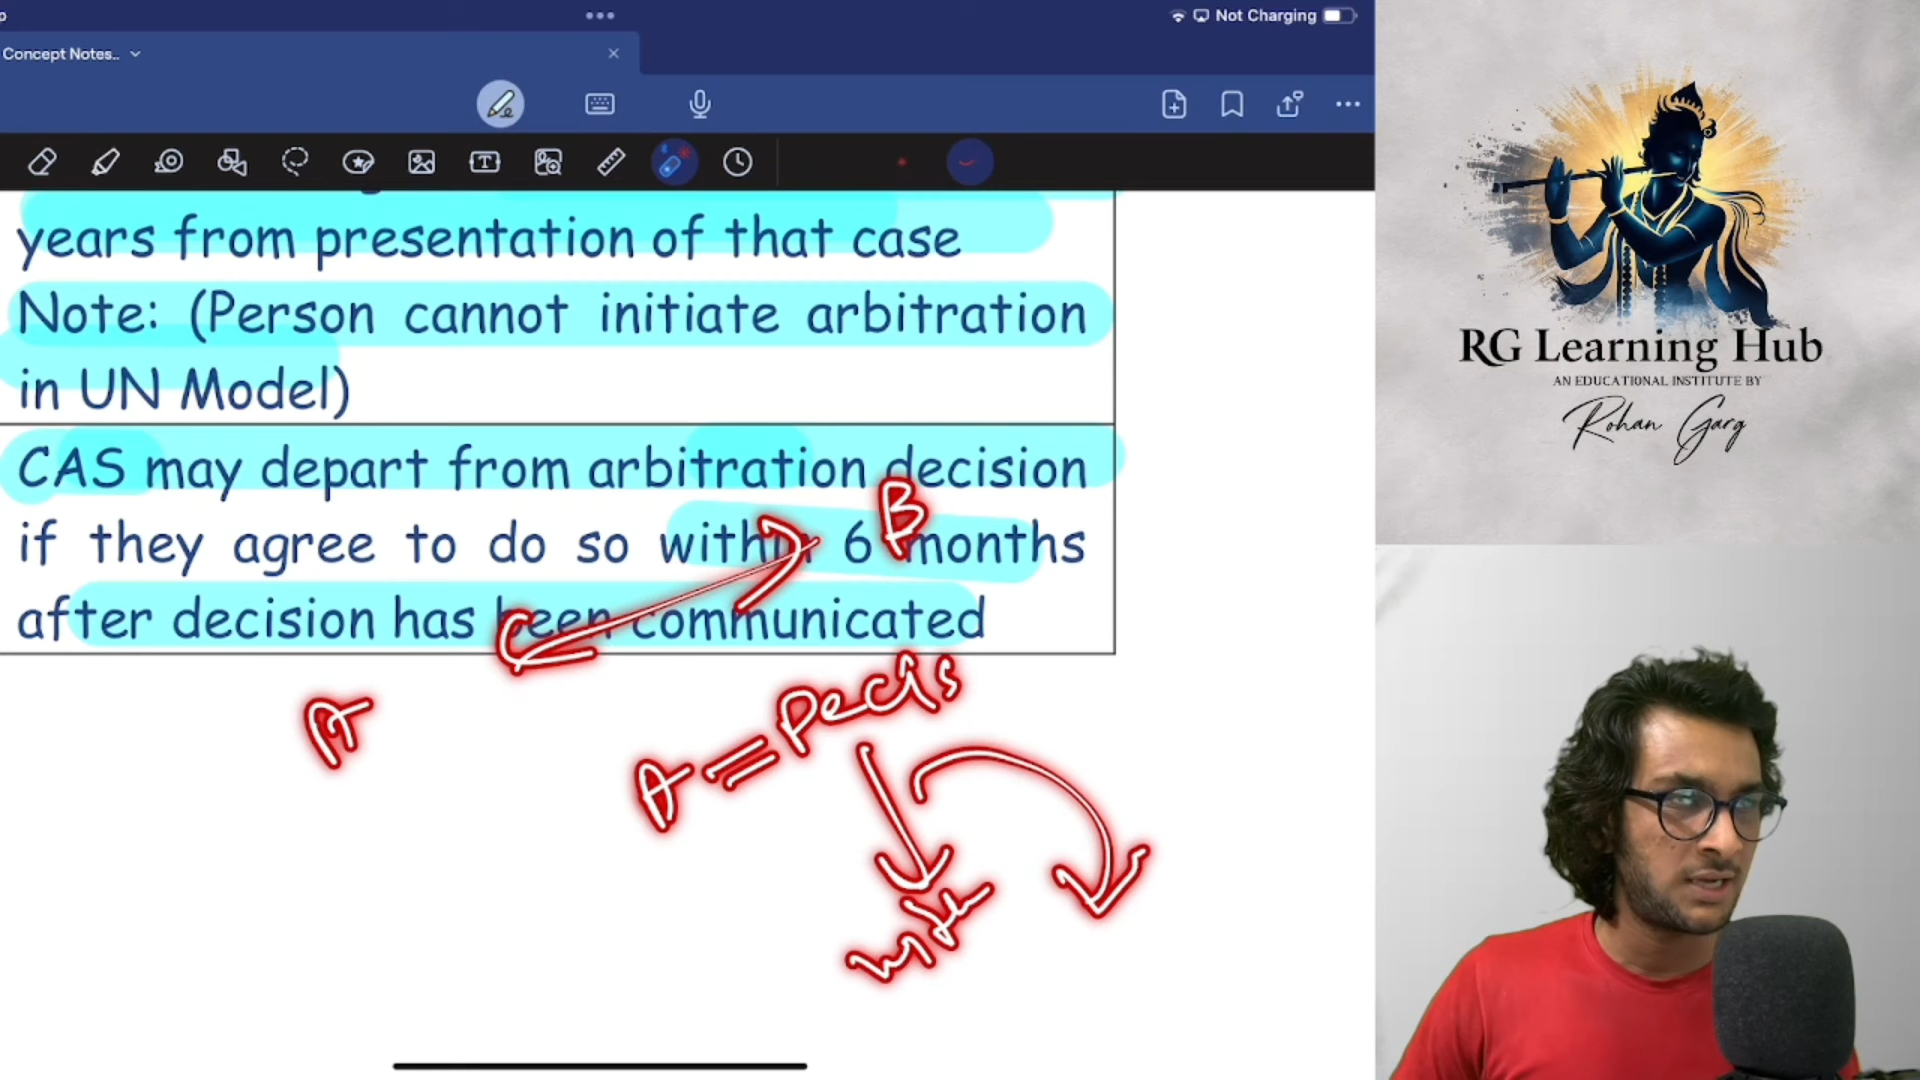 Not Charging
Concept Notes..
years from presentation of that case
Note: (Person cannot initiate arbitration
in UN Model)
CAS may depart from arbitration decision
if they agree to do so within 6 months
after decision has been communicated
B
A
A =
RG Learning Hub
AN EDUCATIONAL INSTITUTE BY
Rohan Garg